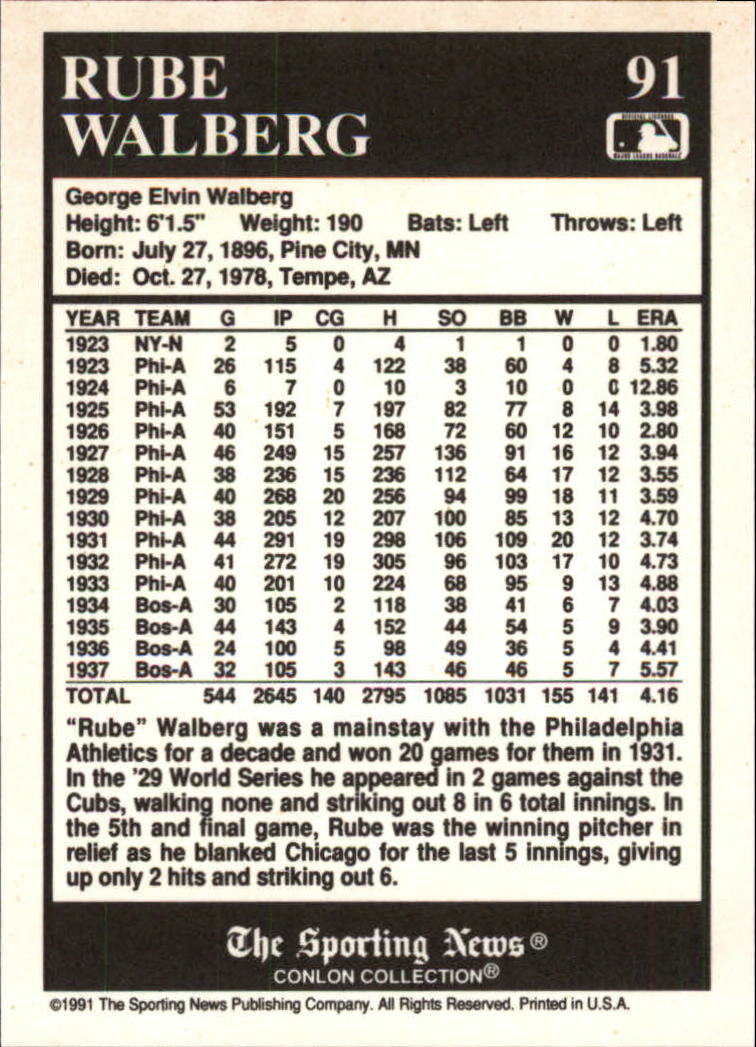 RUBE 91
WALBERG
OFFICIAL LICENSEE
MAJOR LEAGUE BASEBALL
George Elvin Walberg
Height: 6'1.5" Weight: 190 Bats: Left Throws: Left
Born: July 27, 1896, Pine City, MN
Died: Oct. 27, 1978, Tempe, AZ
YEAR TEAM G IP CG H SO BB W L ERA
1923 NY-N 2 5 0 4 1 1 0 0 1.80
1923 Phi-A 26 115 4 122 38 60 4 8 5.32
1924 Phi-A 6 7 0 10 3 10 0 0 12.86
1925 Phi-A 53 192 7 197 82 77 8 14 3.98
1926 Phi-A 40 151 5 168 72 60 12 10 2.80
1927 Phi-A 46 249 15 257 136 91 16 12 3.94
1928 Phi-A 38 236 15 236 112 64 17 12 3.55
1929 Phi-A 40 268 20 256 94 99 18 11 3.59
1930 Phi-A 38 205 12 207 100 85 13 12 4.70
1931 Phi-A 44 291 19 298 106 109 20 12 3.74
1932 Phi-A 41 272 19 305 96 103 17 10 4.73
1933 Phi-A 40 201 10 224 68 95 9 13 4.88
1934 Bos-A 30 105 2 118 38 41 6 7 4.03
1935 Bos-A 44 143 4 152 44 54 5 9 3.90
1936 Bos-A 24 100 5 98 49 36 5 4 4.41
1937 Bos-A 32 105 3 143 46 46 5 7 5.57
TOTAL 544 2645 140 2795 1085 1031 155 141 4.16
"Rube" Walberg was a mainstay with the Philadelphia
Athletics for a decade and won 20 games for them in 1931.
In the '29 World Series he appeared in 2 games against the
Cubs, walking none and striking out 8 in 6 total innings. In
the 5th and final game, Rube was the winning pitcher in
relief as he blanked Chicago for the last 5 innings, giving
up only 2 hits and striking out 6.
The Sporting News®
CONLON COLLECTION®
©1991 The Sporting News Publishing Company. All Rights Reserved. Printed in U.S.A.